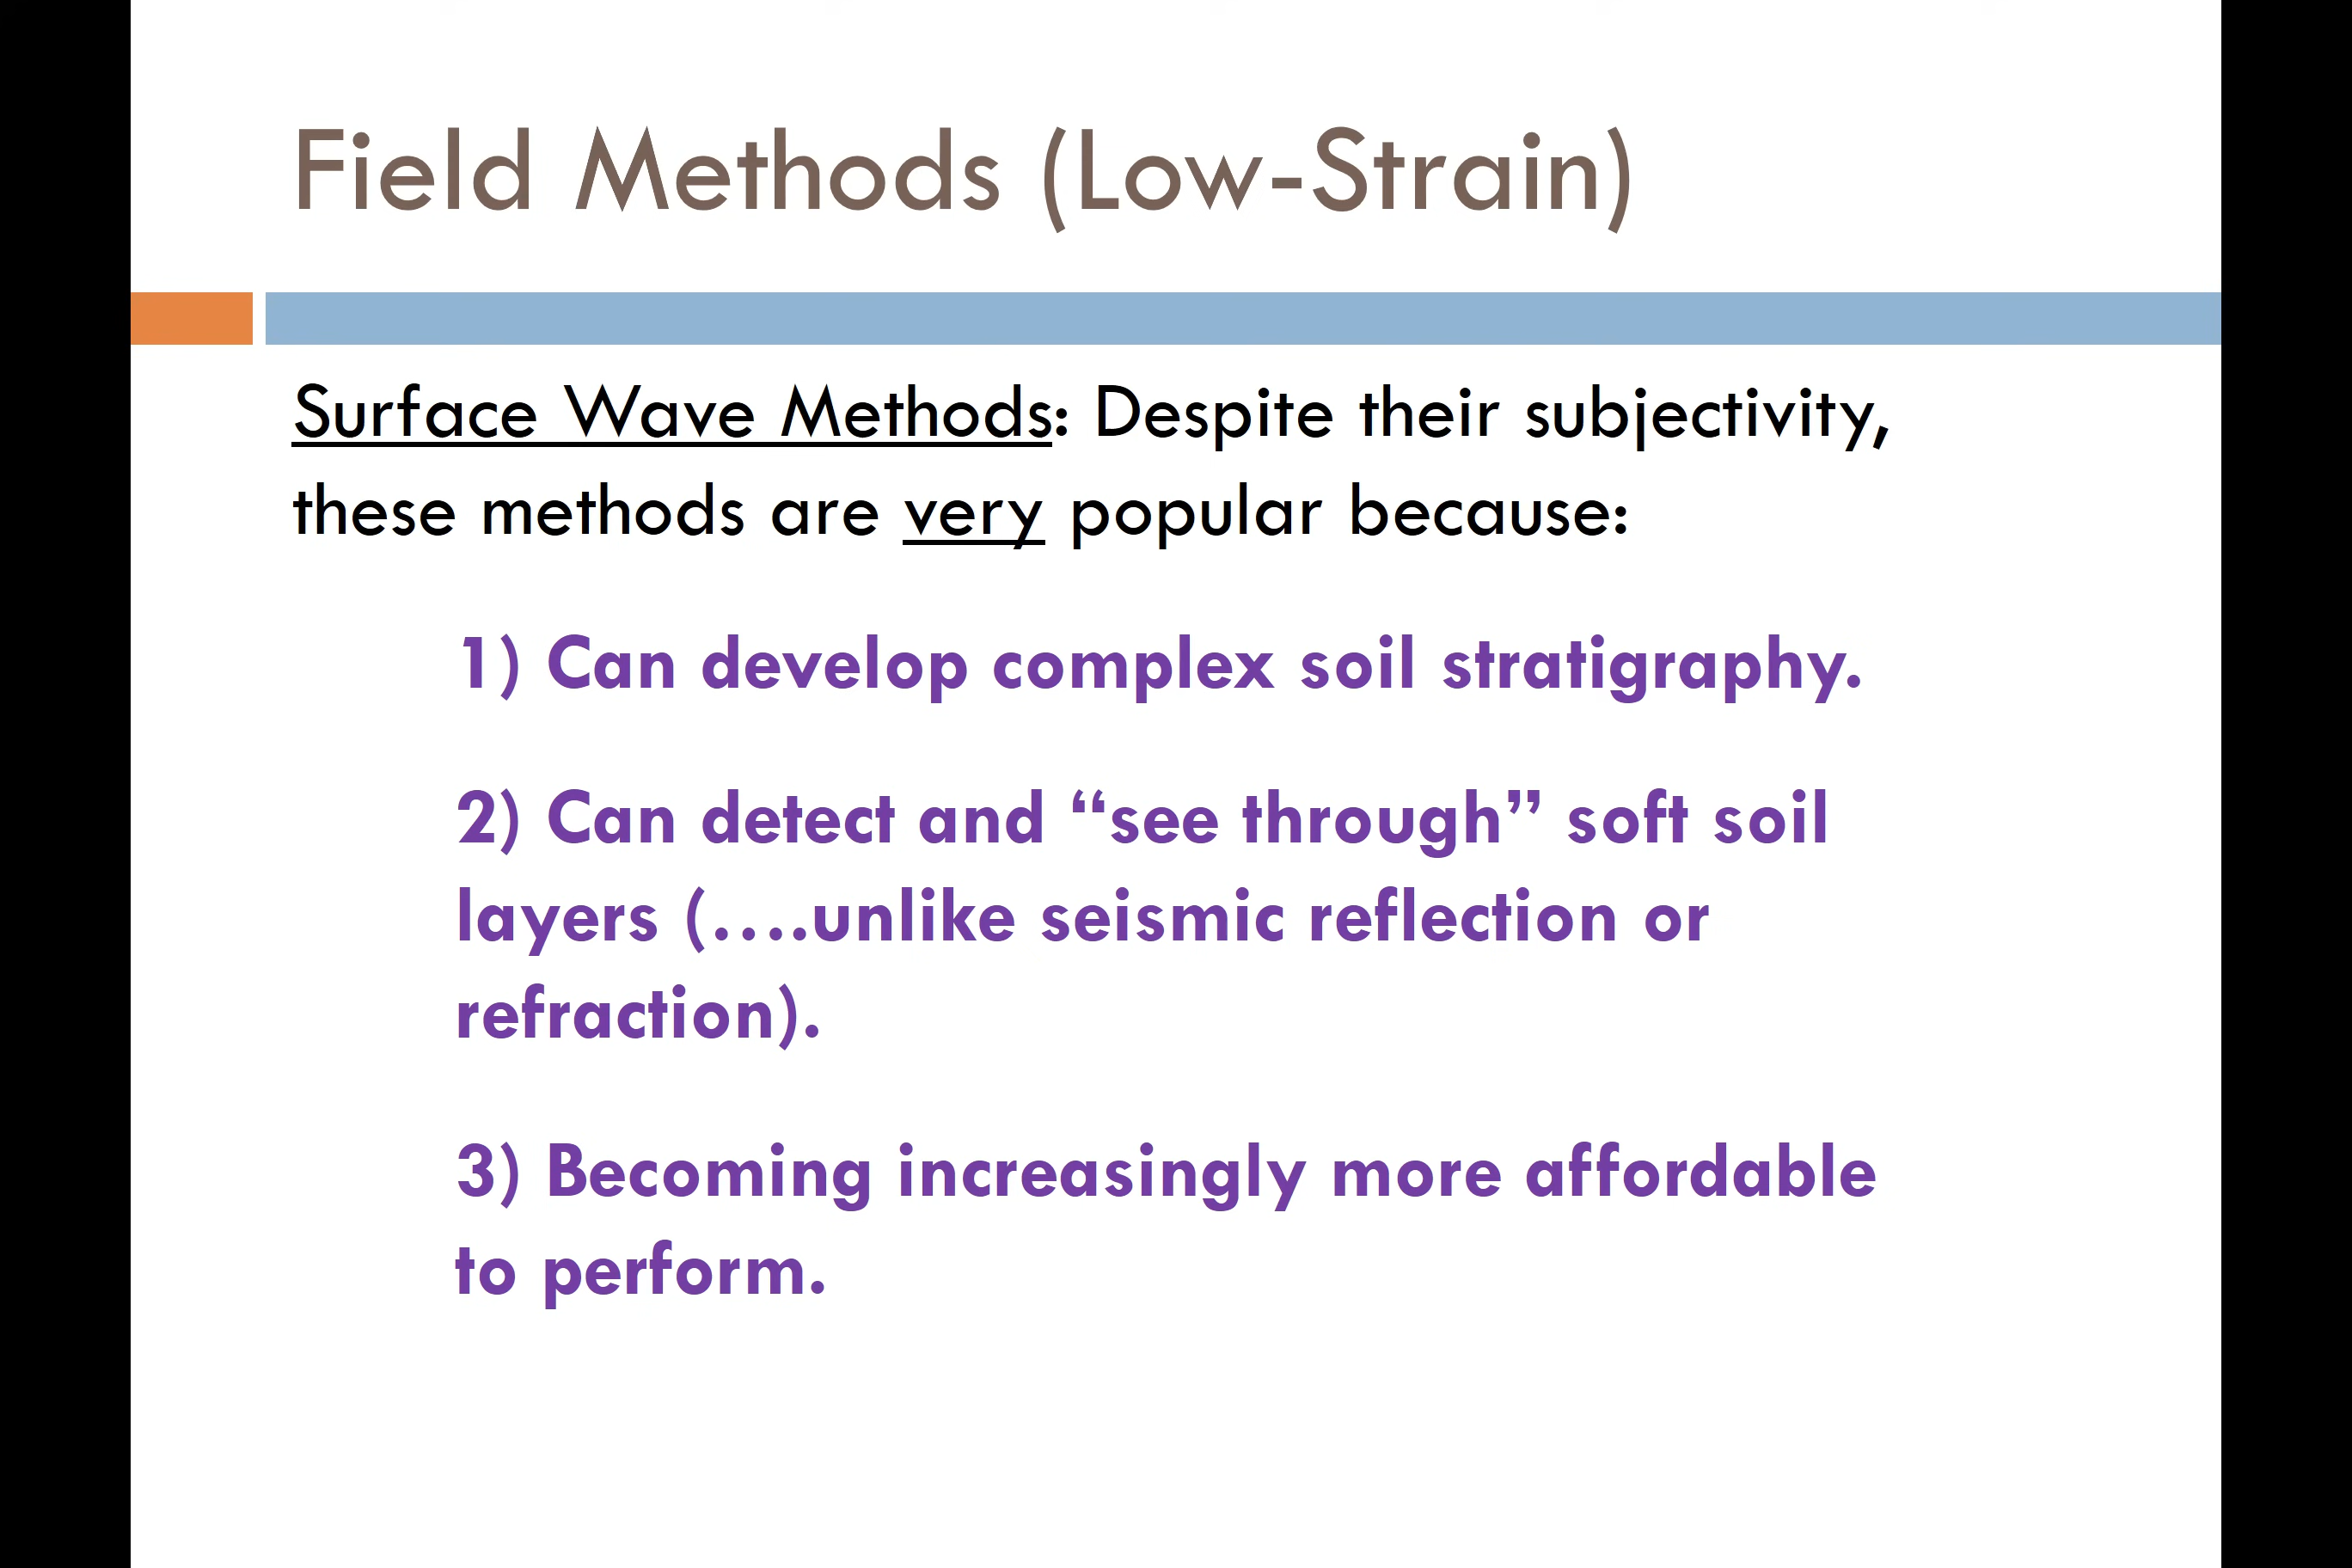 Field Methods (Low-Strain)
Surface Wave Methods: Despite their subjectivity,
these methods are very popular because:
1) Can develop complex soil stratigraphy.
2) Can detect and “see through” soft soil
layers (….unlike seismic reflection or
refraction).
3) Becoming increasingly more affordable
to perform.